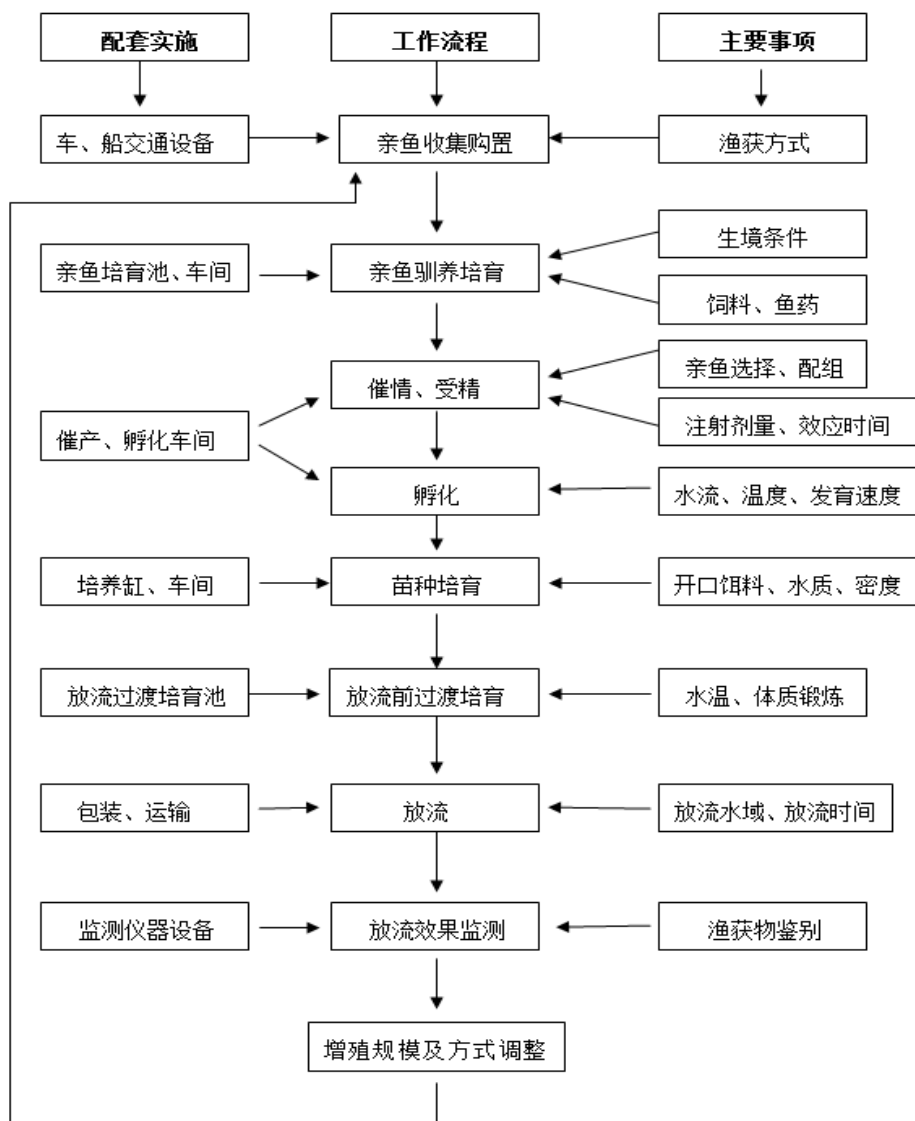 配套实施
工作流程
主要事项
车、船交通设备
亲鱼收集购置
渔获方式
生境条件
亲鱼培育池、车间
亲鱼驯养培育
饲料、鱼药
亲鱼选择、配组
催情、受精
注射剂量、效应时间
催产、孵化车间
孵化
水流、温度、发育速度
培养缸、车间
苗种培育
开口饵料、水质、密度
放流过渡培育池
放流前过渡培育
水温、体质锻炼
包装、运输
放流
放流水域、放流时间
监测仪器设备
放流效果监测
渔获物鉴别
增殖规模及方式调整